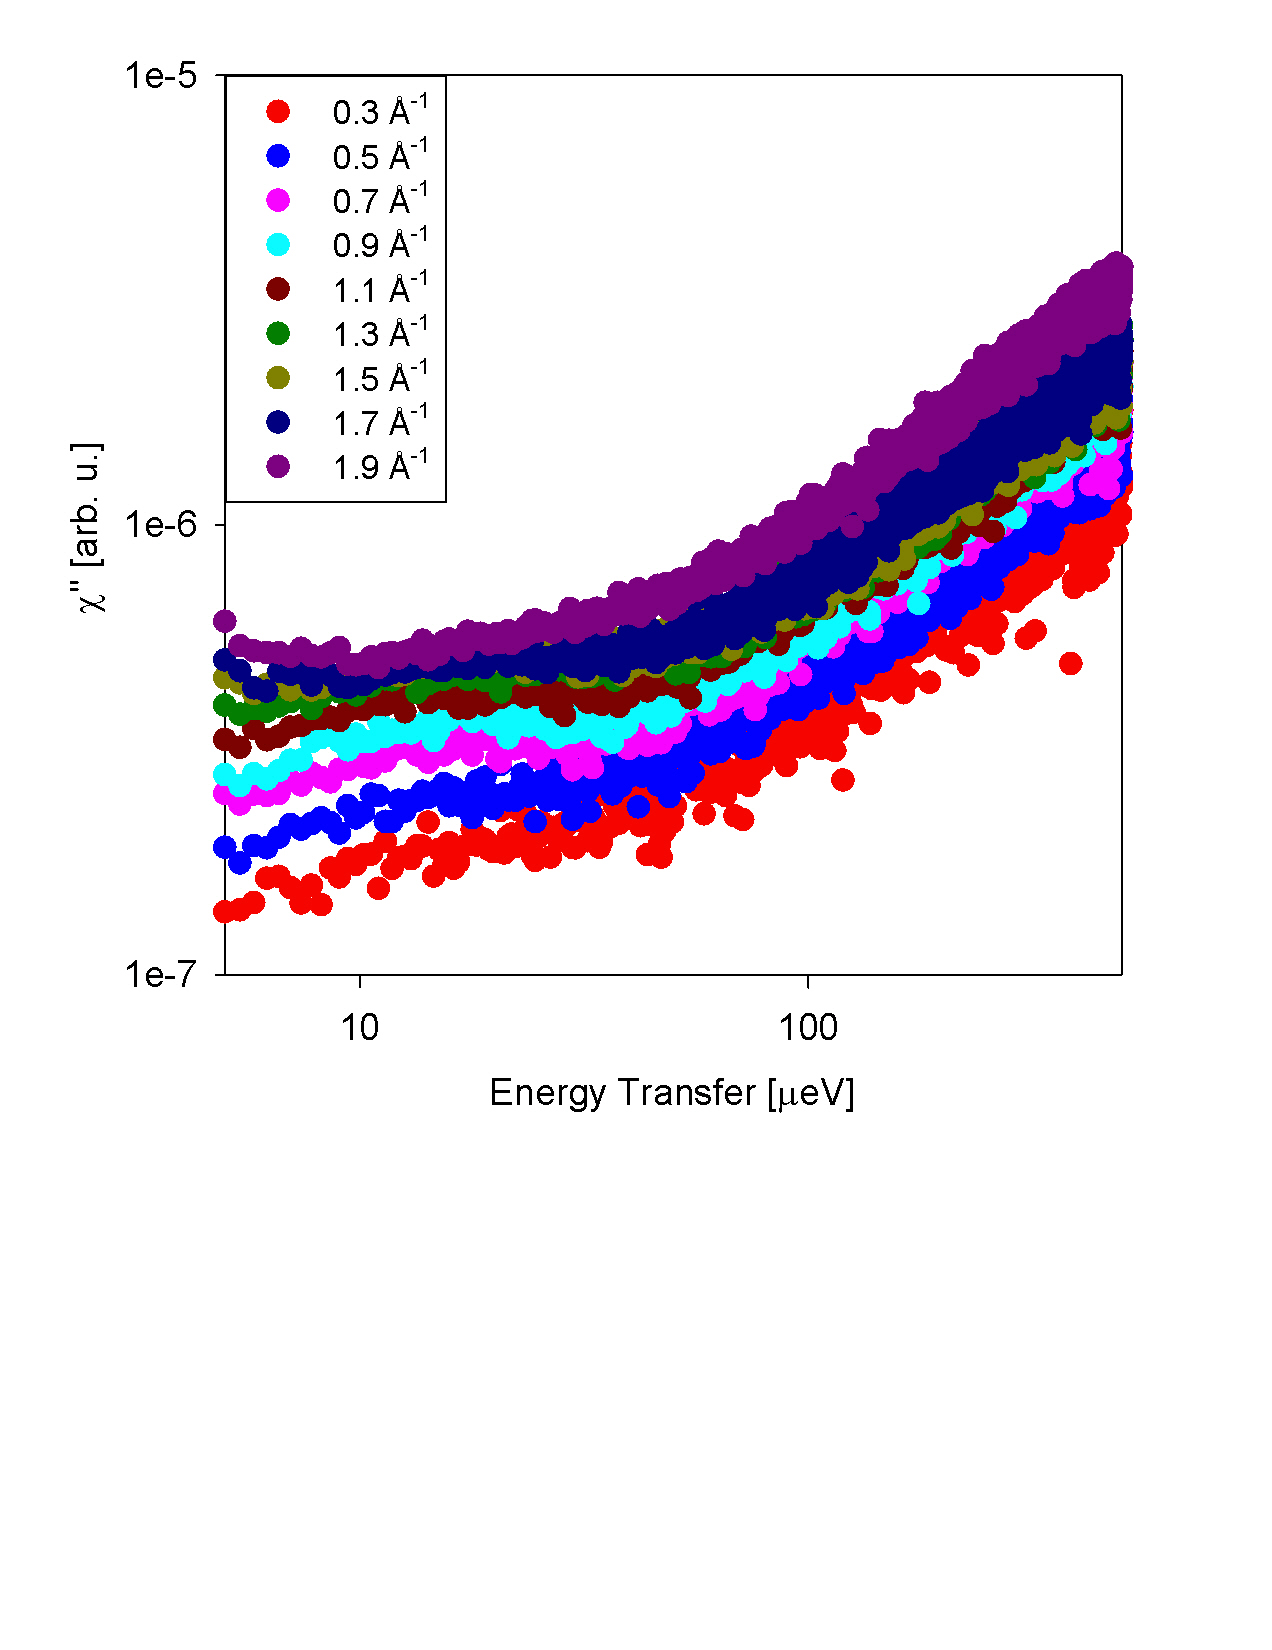 1e-5
0.3 Å⁻¹
0.5 Å⁻¹
0.7 Å⁻¹
0.9 Å⁻¹
1.1 Å⁻¹
1.3 Å⁻¹
1.5 Å⁻¹
1.7 Å⁻¹
1.9 Å⁻¹
χ'' [arb. u.]
1e-6
1e-7
10 100
Energy Transfer [μeV]